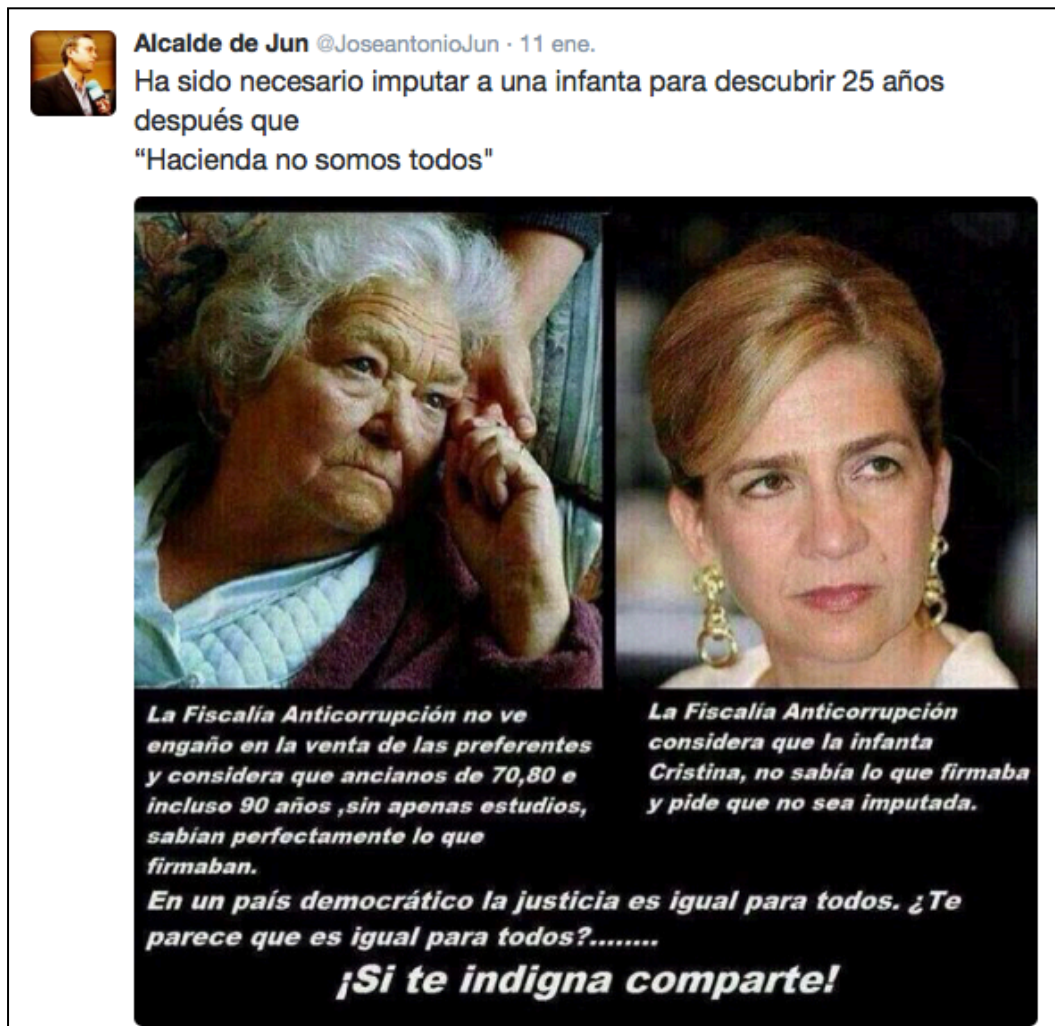 Alcalde de Jun @JoseantonioJun · 11 ene.
Ha sido necesario imputar a una infanta para descubrir 25 años
después que
“Hacienda no somos todos"
La Fiscalía Anticorrupción no ve
engaño en la venta de las preferentes
y considera que ancianos de 70,80 e
incluso 90 años ,sin apenas estudios,
sabían perfectamente lo que
firmaban.
La Fiscalía Anticorrupción
considera que la infanta
Cristina, no sabía lo que firmaba
y pide que no sea imputada.
En un país democrático la justicia es igual para todos. ¿Te
parece que es igual para todos?........
¡Si te indigna comparte!